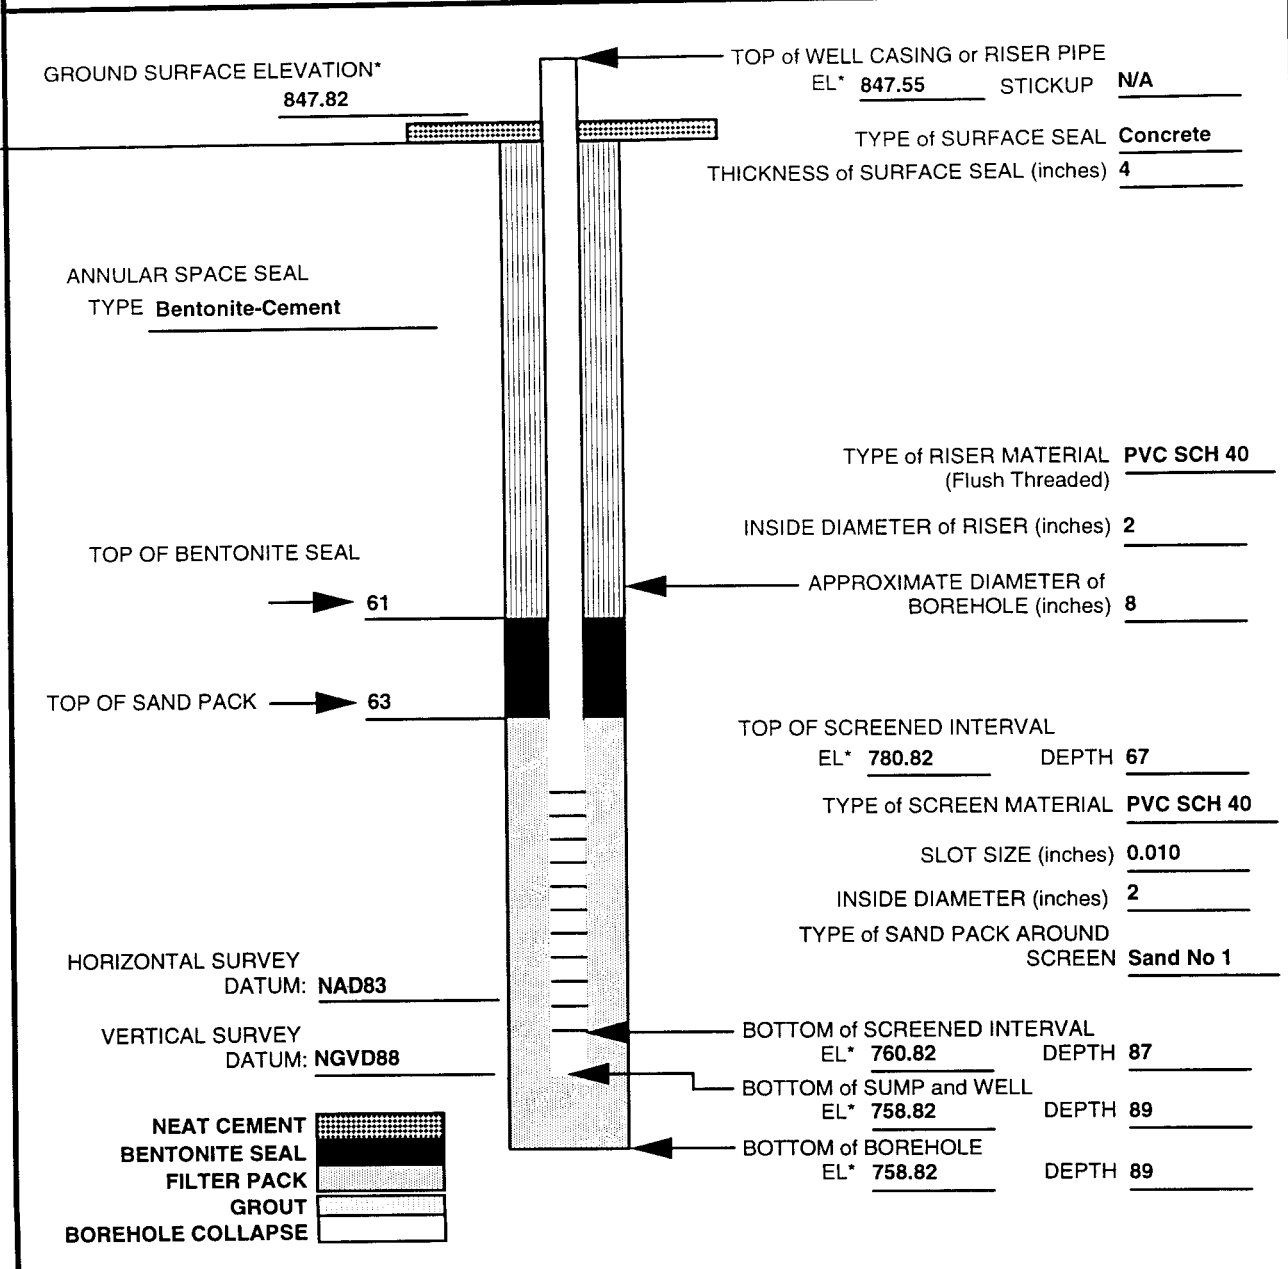 GROUND SURFACE ELEVATION*
847.82
TOP of WELL CASING or RISER PIPE
EL* 847.55 STICKUP N/A
TYPE of SURFACE SEAL Concrete
THICKNESS of SURFACE SEAL (inches) 4
ANNULAR SPACE SEAL
TYPE Bentonite-Cement
TYPE of RISER MATERIAL PVC SCH 40
(Flush Threaded)
INSIDE DIAMETER of RISER (inches) 2
TOP OF BENTONITE SEAL
61
APPROXIMATE DIAMETER of
BOREHOLE (inches) 8
TOP OF SAND PACK 63
TOP OF SCREENED INTERVAL
EL* 780.82 DEPTH 67
TYPE of SCREEN MATERIAL PVC SCH 40
SLOT SIZE (inches) 0.010
INSIDE DIAMETER (inches) 2
TYPE of SAND PACK AROUND
SCREEN Sand No 1
HORIZONTAL SURVEY
DATUM: NAD83
VERTICAL SURVEY
DATUM: NGVD88
BOTTOM of SCREENED INTERVAL
EL* 760.82 DEPTH 87
BOTTOM of SUMP and WELL
EL* 758.82 DEPTH 89
BOTTOM of BOREHOLE
EL* 758.82 DEPTH 89
NEAT CEMENT
BENTONITE SEAL
FILTER PACK
GROUT
BOREHOLE COLLAPSE